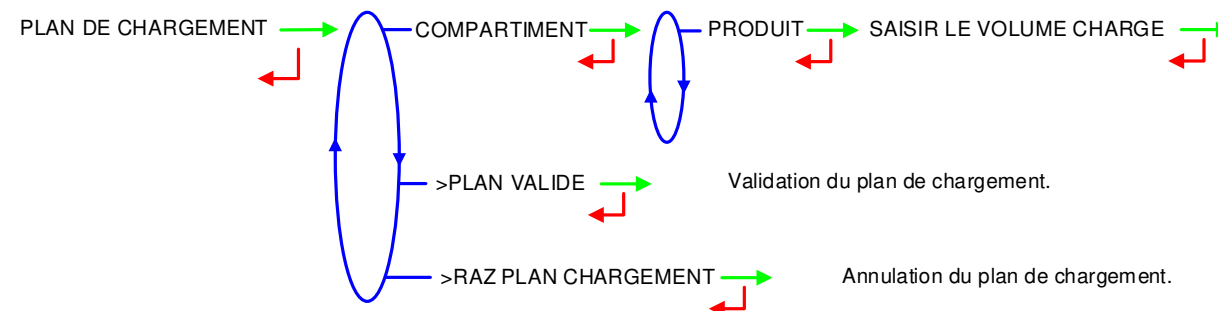 PLAN DE CHARGEMENT COMPARTIMENT PRODUIT SAISIR LE VOLUME CHARGE
>PLAN VALIDE Validation du plan de chargement.
>RAZ PLAN CHARGEMENT Annulation du plan de chargement.